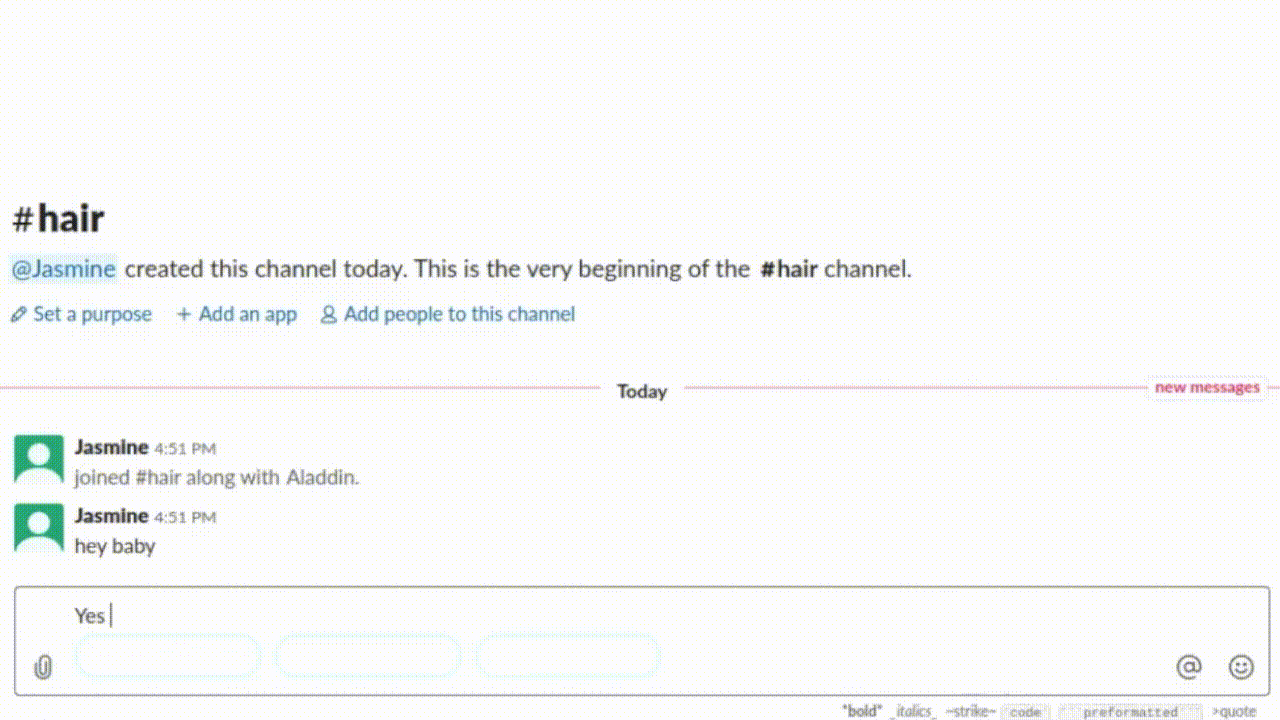 #hair
@Jasmine created this channel today. This is the very beginning of the #hair channel.
Set a purpose + Add an app Add people to this channel
Today
new messages
Jasmine 4:51 PM
joined #hair along with Aladdin.
Jasmine 4:51 PM
hey baby
Yes
@
*bold* _italics_ ~strike~ code preformatted >quote